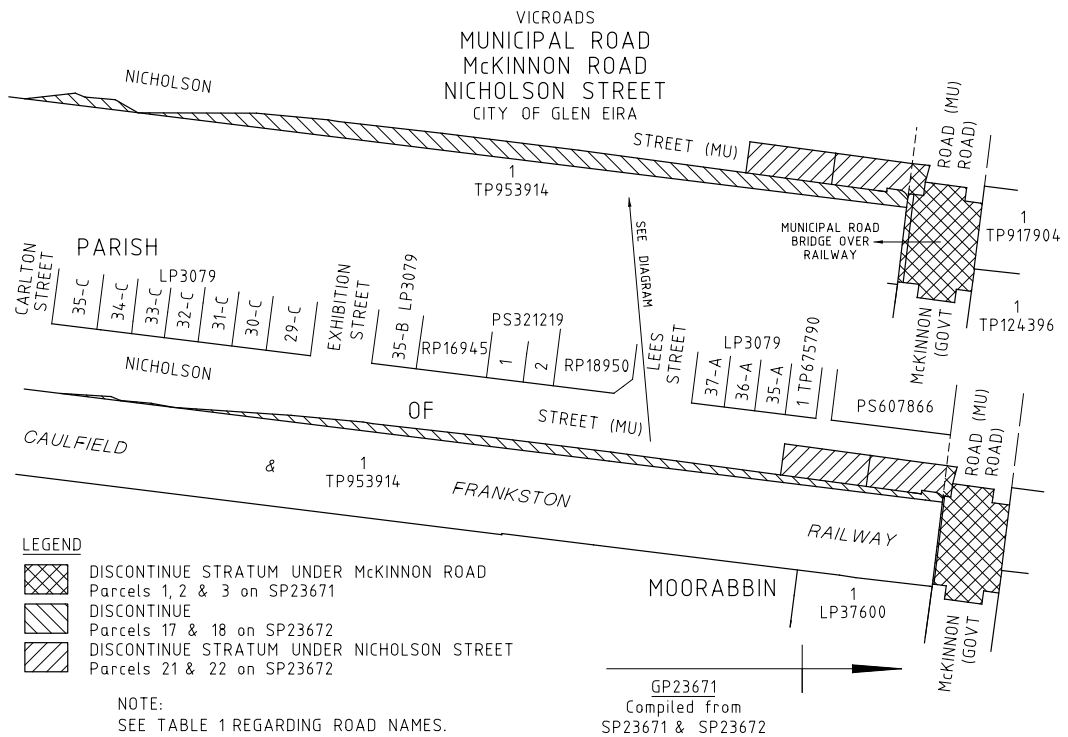 VICROADS
MUNICIPAL ROAD
McKINNON ROAD
NICHOLSON STREET
CITY OF GLEN EIRA
NICHOLSON
STREET (MU)
ROAD (MU)
ROAD)
1
TP953914
MUNICIPAL ROAD
BRIDGE OVER
RAILWAY
1
TP917904
1
TP124396
McKINNON
(GOVT
SEE DIAGRAM
PARISH
CARLTON
STREET
LP3079
35-C
34-C
33-C
32-C
31-C
30-C
29-C
EXHIBITION
STREET
35-B LP3079
RP16945
PS321219
1
2
RP18950
LEES
STREET
LP3079
37-A
36-A
35-A
1 TP675790
PS607866
NICHOLSON
OF
STREET (MU)
ROAD (MU)
ROAD)
CAULFIELD
&
1
TP953914
FRANKSTON
RAILWAY
MOORABBIN
1
LP37600
McKINNON
(GOVT
LEGEND
DISCONTINUE STRATUM UNDER McKINNON ROAD
Parcels 1, 2 & 3 on SP23671
DISCONTINUE
Parcels 17 & 18 on SP23672
DISCONTINUE STRATUM UNDER NICHOLSON STREET
Parcels 21 & 22 on SP23672
NOTE:
SEE TABLE 1 REGARDING ROAD NAMES.
GP23671
Compiled from
SP23671 & SP23672